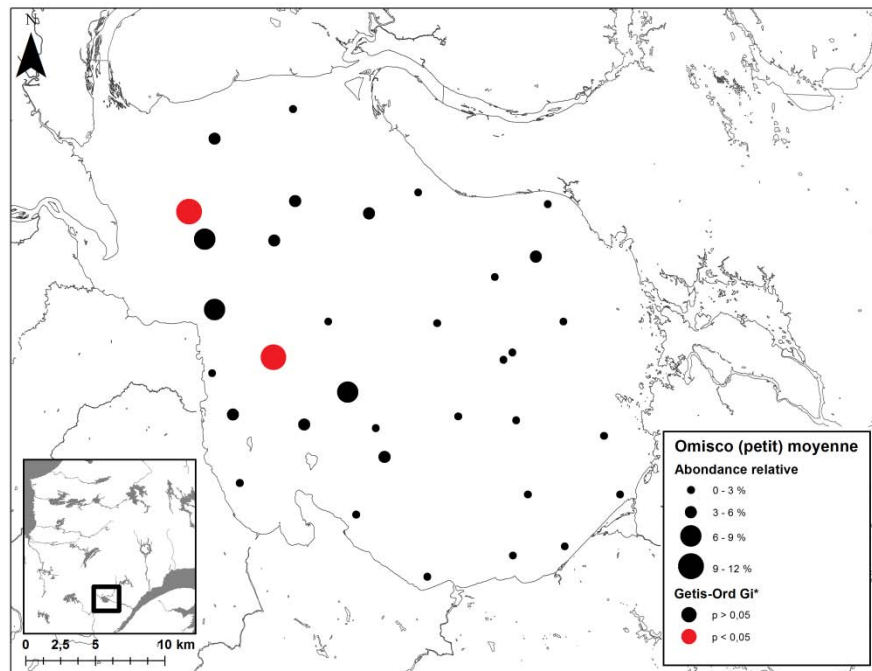 N
Omisco (petit) moyenne
Abondance relative
0 - 3 %
3 - 6 %
6 - 9 %
9 - 12 %
Getis-Ord Gi*
p > 0,05
p < 0,05
0 2,5 5 10 km